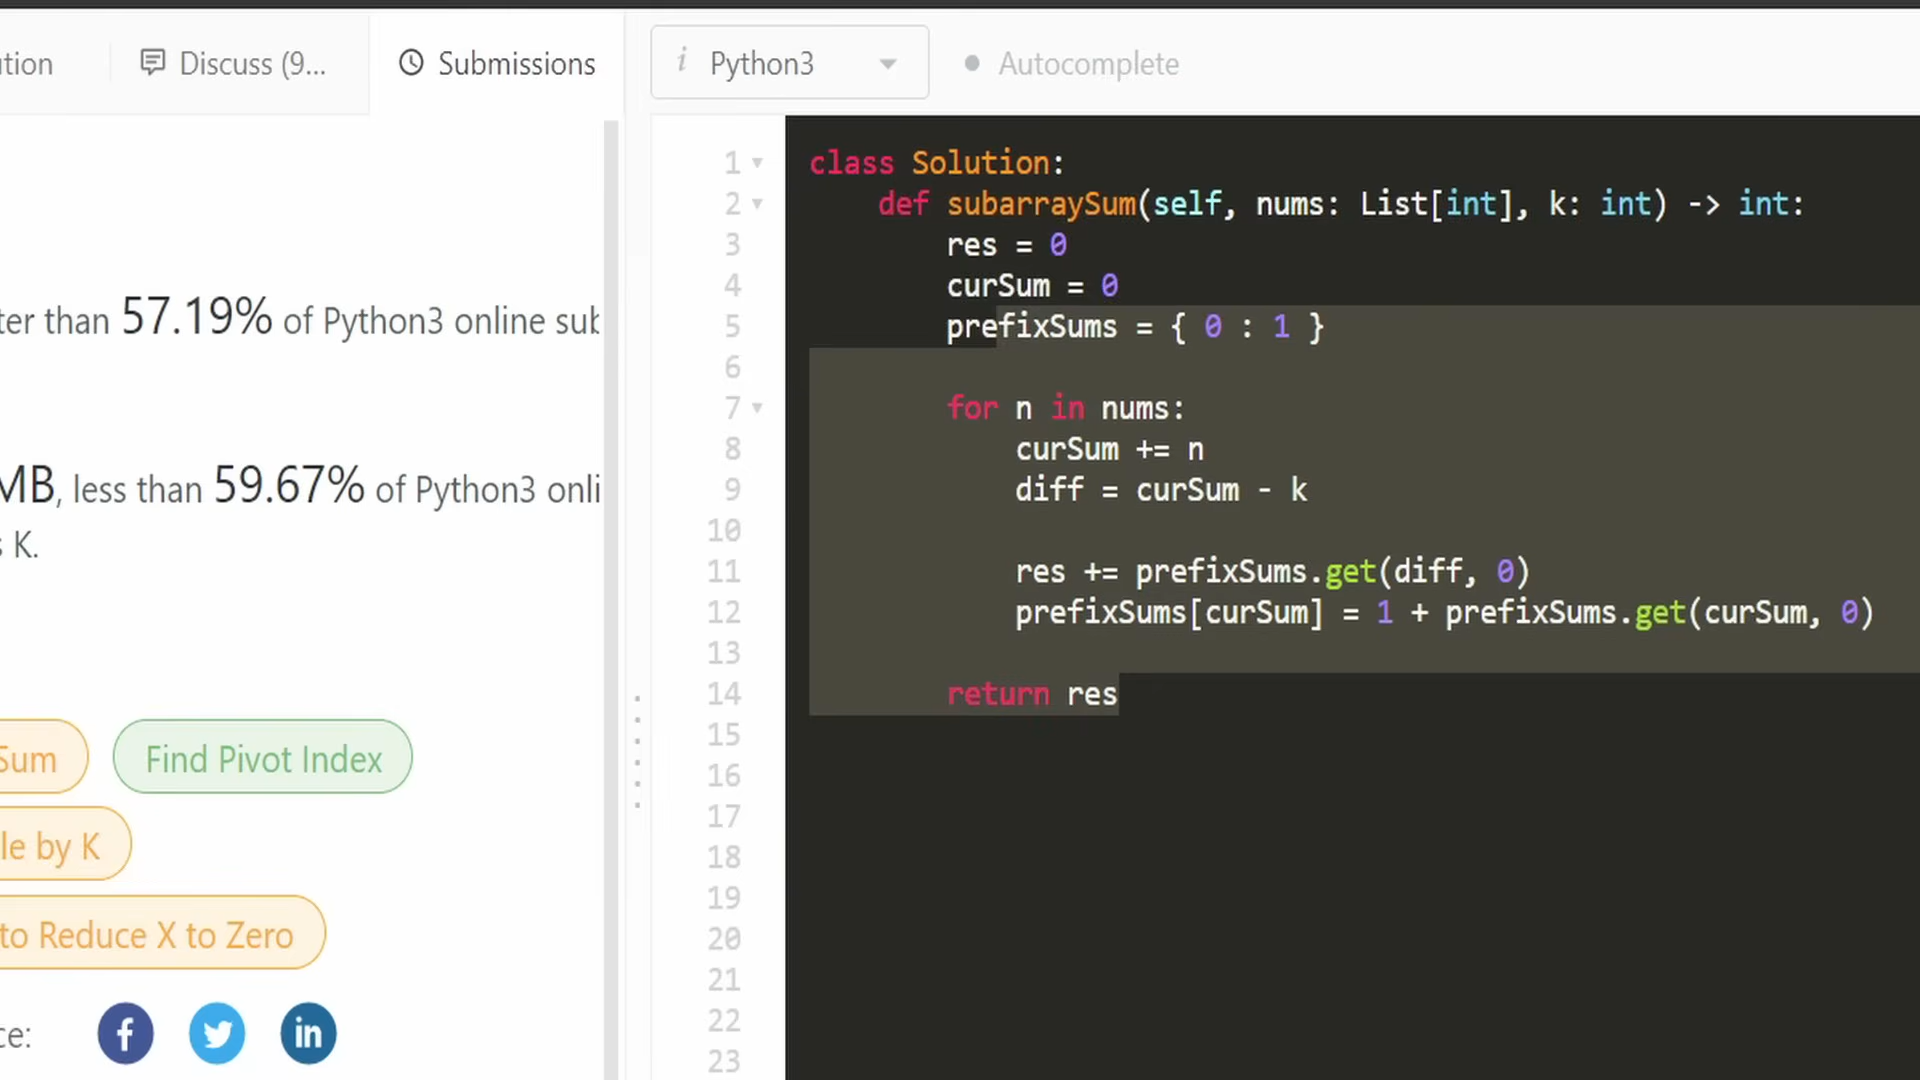 tion Discuss (9... Submissions i Python3 Autocomplete
ter than 57.19% of Python3 online sub
MB, less than 59.67% of Python3 onli
s K.
Sum Find Pivot Index
le by K
to Reduce X to Zero
ce: f in
1 class Solution:
2 def subarraySum(self, nums: List[int], k: int) -> int:
3 res = 0
4 curSum = 0
5 prefixSums = { 0 : 1 }
6
7 for n in nums:
8 curSum += n
9 diff = curSum - k
10
11 res += prefixSums.get(diff, 0)
12 prefixSums[curSum] = 1 + prefixSums.get(curSum, 0)
13
14 return res
15
16
17
18
19
20
21
22
23